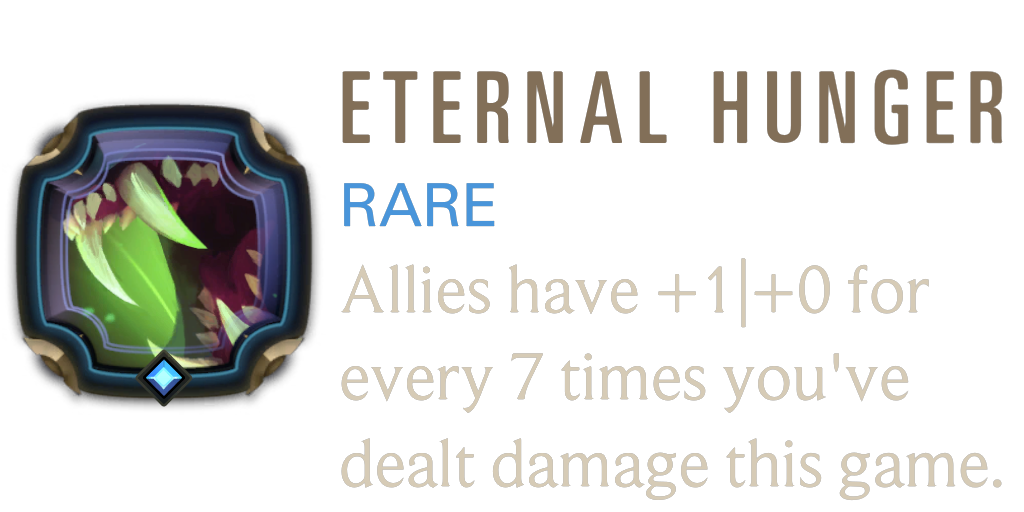 ETERNAL HUNGER
RARE
Allies have +1|+0 for
every 7 times you've
dealt damage this game.